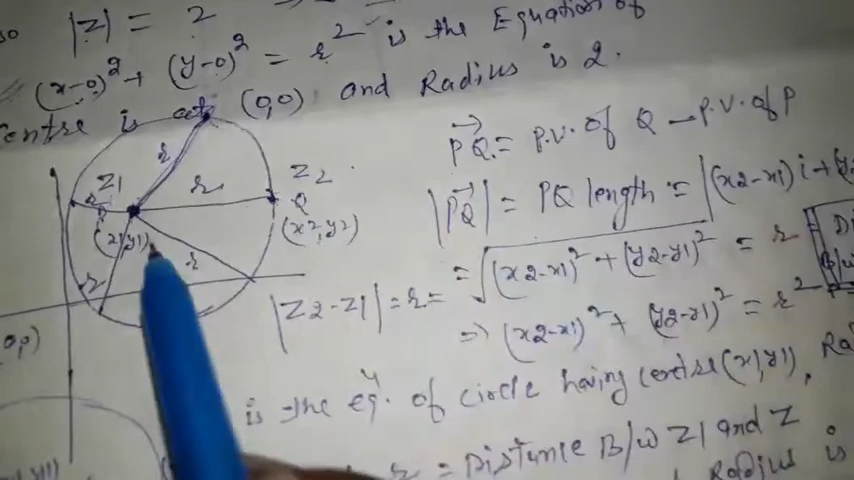 |Z| = 2
(x-0)² + (y-0)² = r² is the Equation of
Centre is at (0,0) and Radius is 2.
r
Z1
r
Z2
Q
(x2,y2)
(x1,y1)
r
r
PQ = P.V. of Q - P.V. of P
|PQ| = PQ length = |(x2-x1)i+(y2
= √(x2-x1)² + (y2-y1)² = r
|Z2-Z1| = r =
⇒ (x2-x1)² + (y2-y1)² = r²
is the eq. of circle having centre (x1,y1), Ra
r = Distance B/w Z1 and Z
Radius is